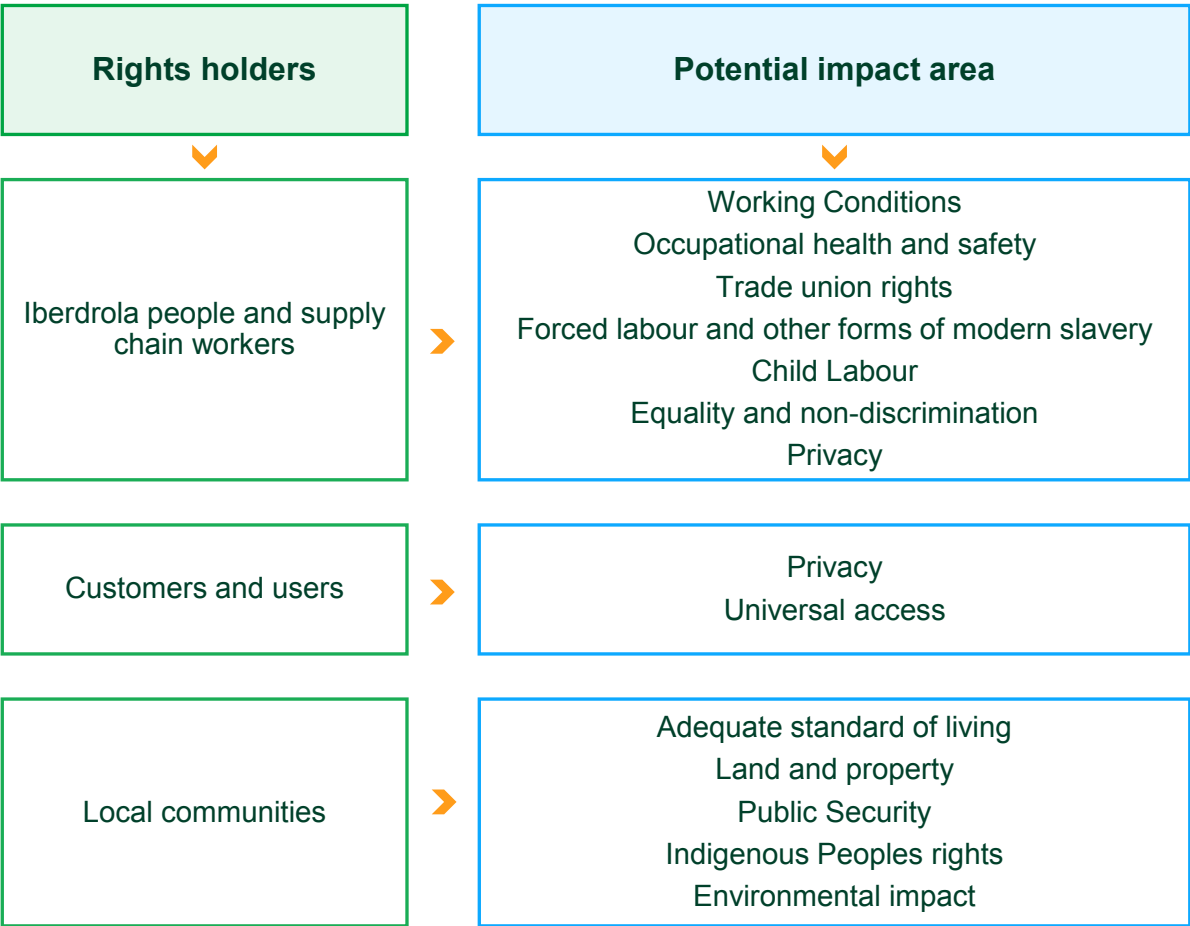 Rights holders
Potential impact area
Iberdrola people and supply
chain workers
Working Conditions
Occupational health and safety
Trade union rights
Forced labour and other forms of modern slavery
Child Labour
Equality and non-discrimination
Privacy
Customers and users
Privacy
Universal access
Local communities
Adequate standard of living
Land and property
Public Security
Indigenous Peoples rights
Environmental impact